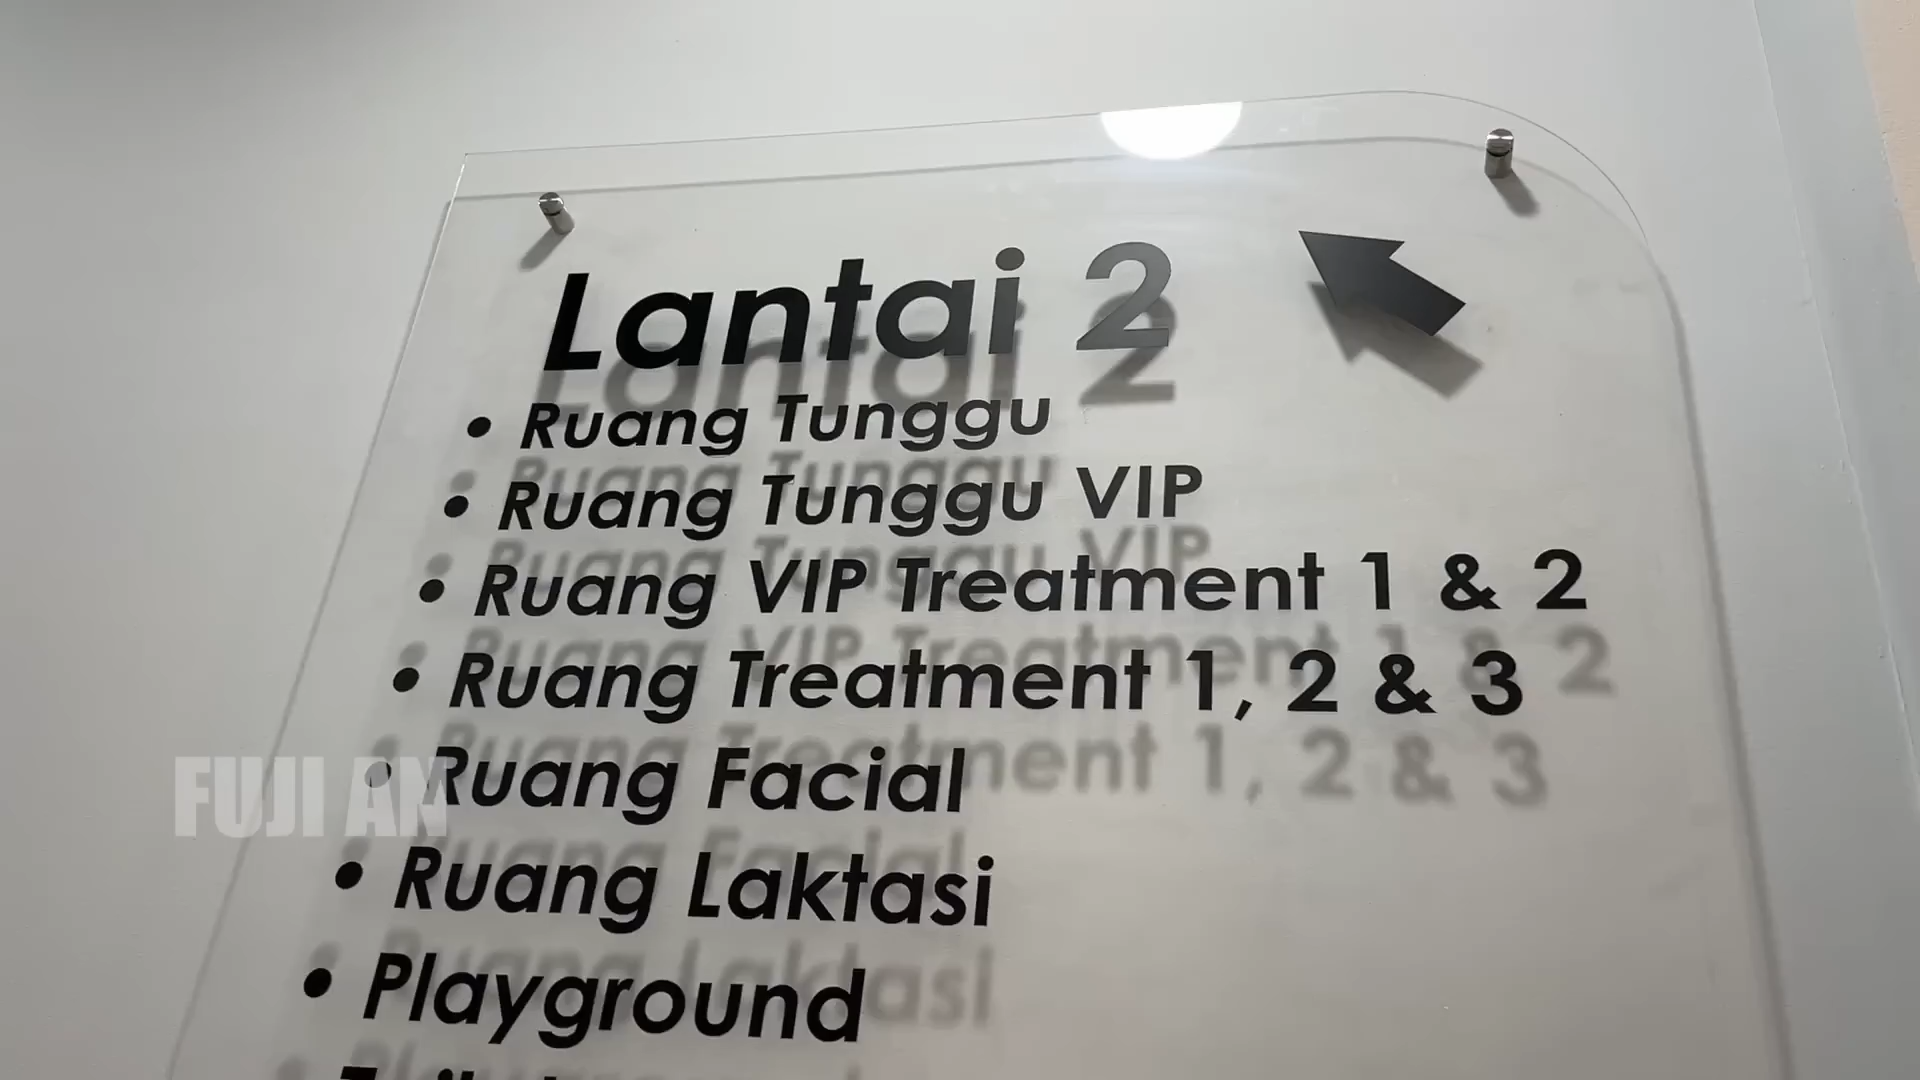 Lantai 2
• Ruang Tunggu
• Ruang Tunggu VIP
• Ruang VIP Treatment 1 & 2
• Ruang Treatment 1, 2 & 3
• Ruang Facial
• Ruang Laktasi
• Playground
FUJI AN